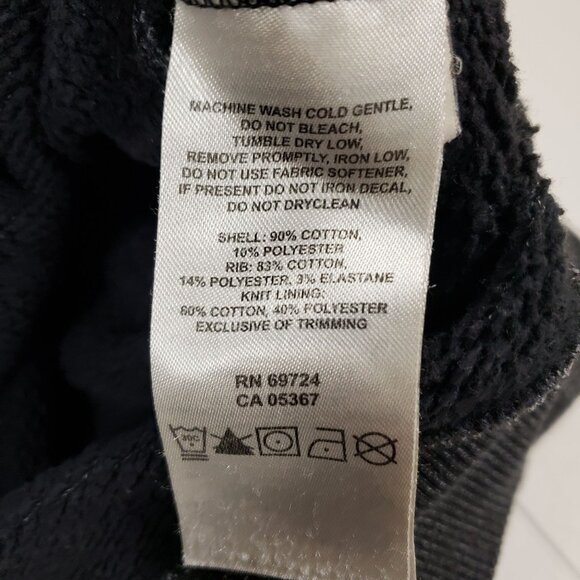 MACHINE WASH COLD GENTLE,
DO NOT BLEACH,
TUMBLE DRY LOW,
REMOVE PROMPTLY, IRON LOW,
DO NOT USE FABRIC SOFTENER,
IF PRESENT DO NOT IRON DECAL,
DO NOT DRYCLEAN
SHELL: 90% COTTON,
10% POLYESTER
RIB: 83% COTTON,
14% POLYESTER, 3% ELASTANE
KNIT LINING:
60% COTTON, 40% POLYESTER
EXCLUSIVE OF TRIMMING
RN 69724
CA 05367
30C